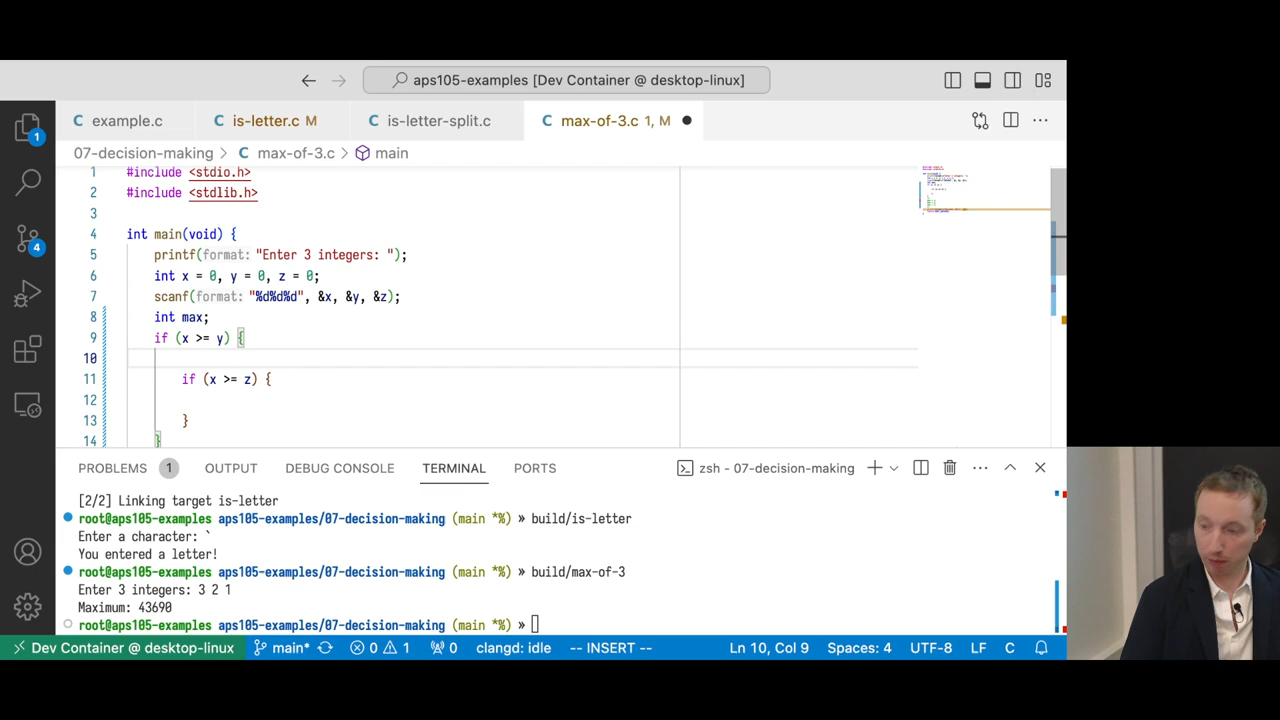 aps105-examples [Dev Container @ desktop-linux]
example.c
is-letter.c M
is-letter-split.c
max-of-3.c 1, M
07-decision-making > C max-of-3.c > main
1 #include <stdio.h>
2 #include <stdlib.h>
3
4 int main(void) {
5 printf(format: "Enter 3 integers: ");
6 int x = 0, y = 0, z = 0;
7 scanf(format: "%d%d%d", &x, &y, &z);
8 int max;
9 if (x >= y) {
10
11 if (x >= z) {
12
13 }
14 }
1
4
PROBLEMS 1 OUTPUT DEBUG CONSOLE TERMINAL PORTS zsh - 07-decision-making
[2/2] Linking target is-letter
root@aps105-examples aps105-examples/07-decision-making (main *%) » build/is-letter
Enter a character: `
You entered a letter!
root@aps105-examples aps105-examples/07-decision-making (main *%) » build/max-of-3
Enter 3 integers: 3 2 1
Maximum: 43690
root@aps105-examples aps105-examples/07-decision-making (main *%) »
Dev Container @ desktop-linux main* 0 1 0 clangd: idle -- INSERT -- Ln 10, Col 9 Spaces: 4 UTF-8 LF C